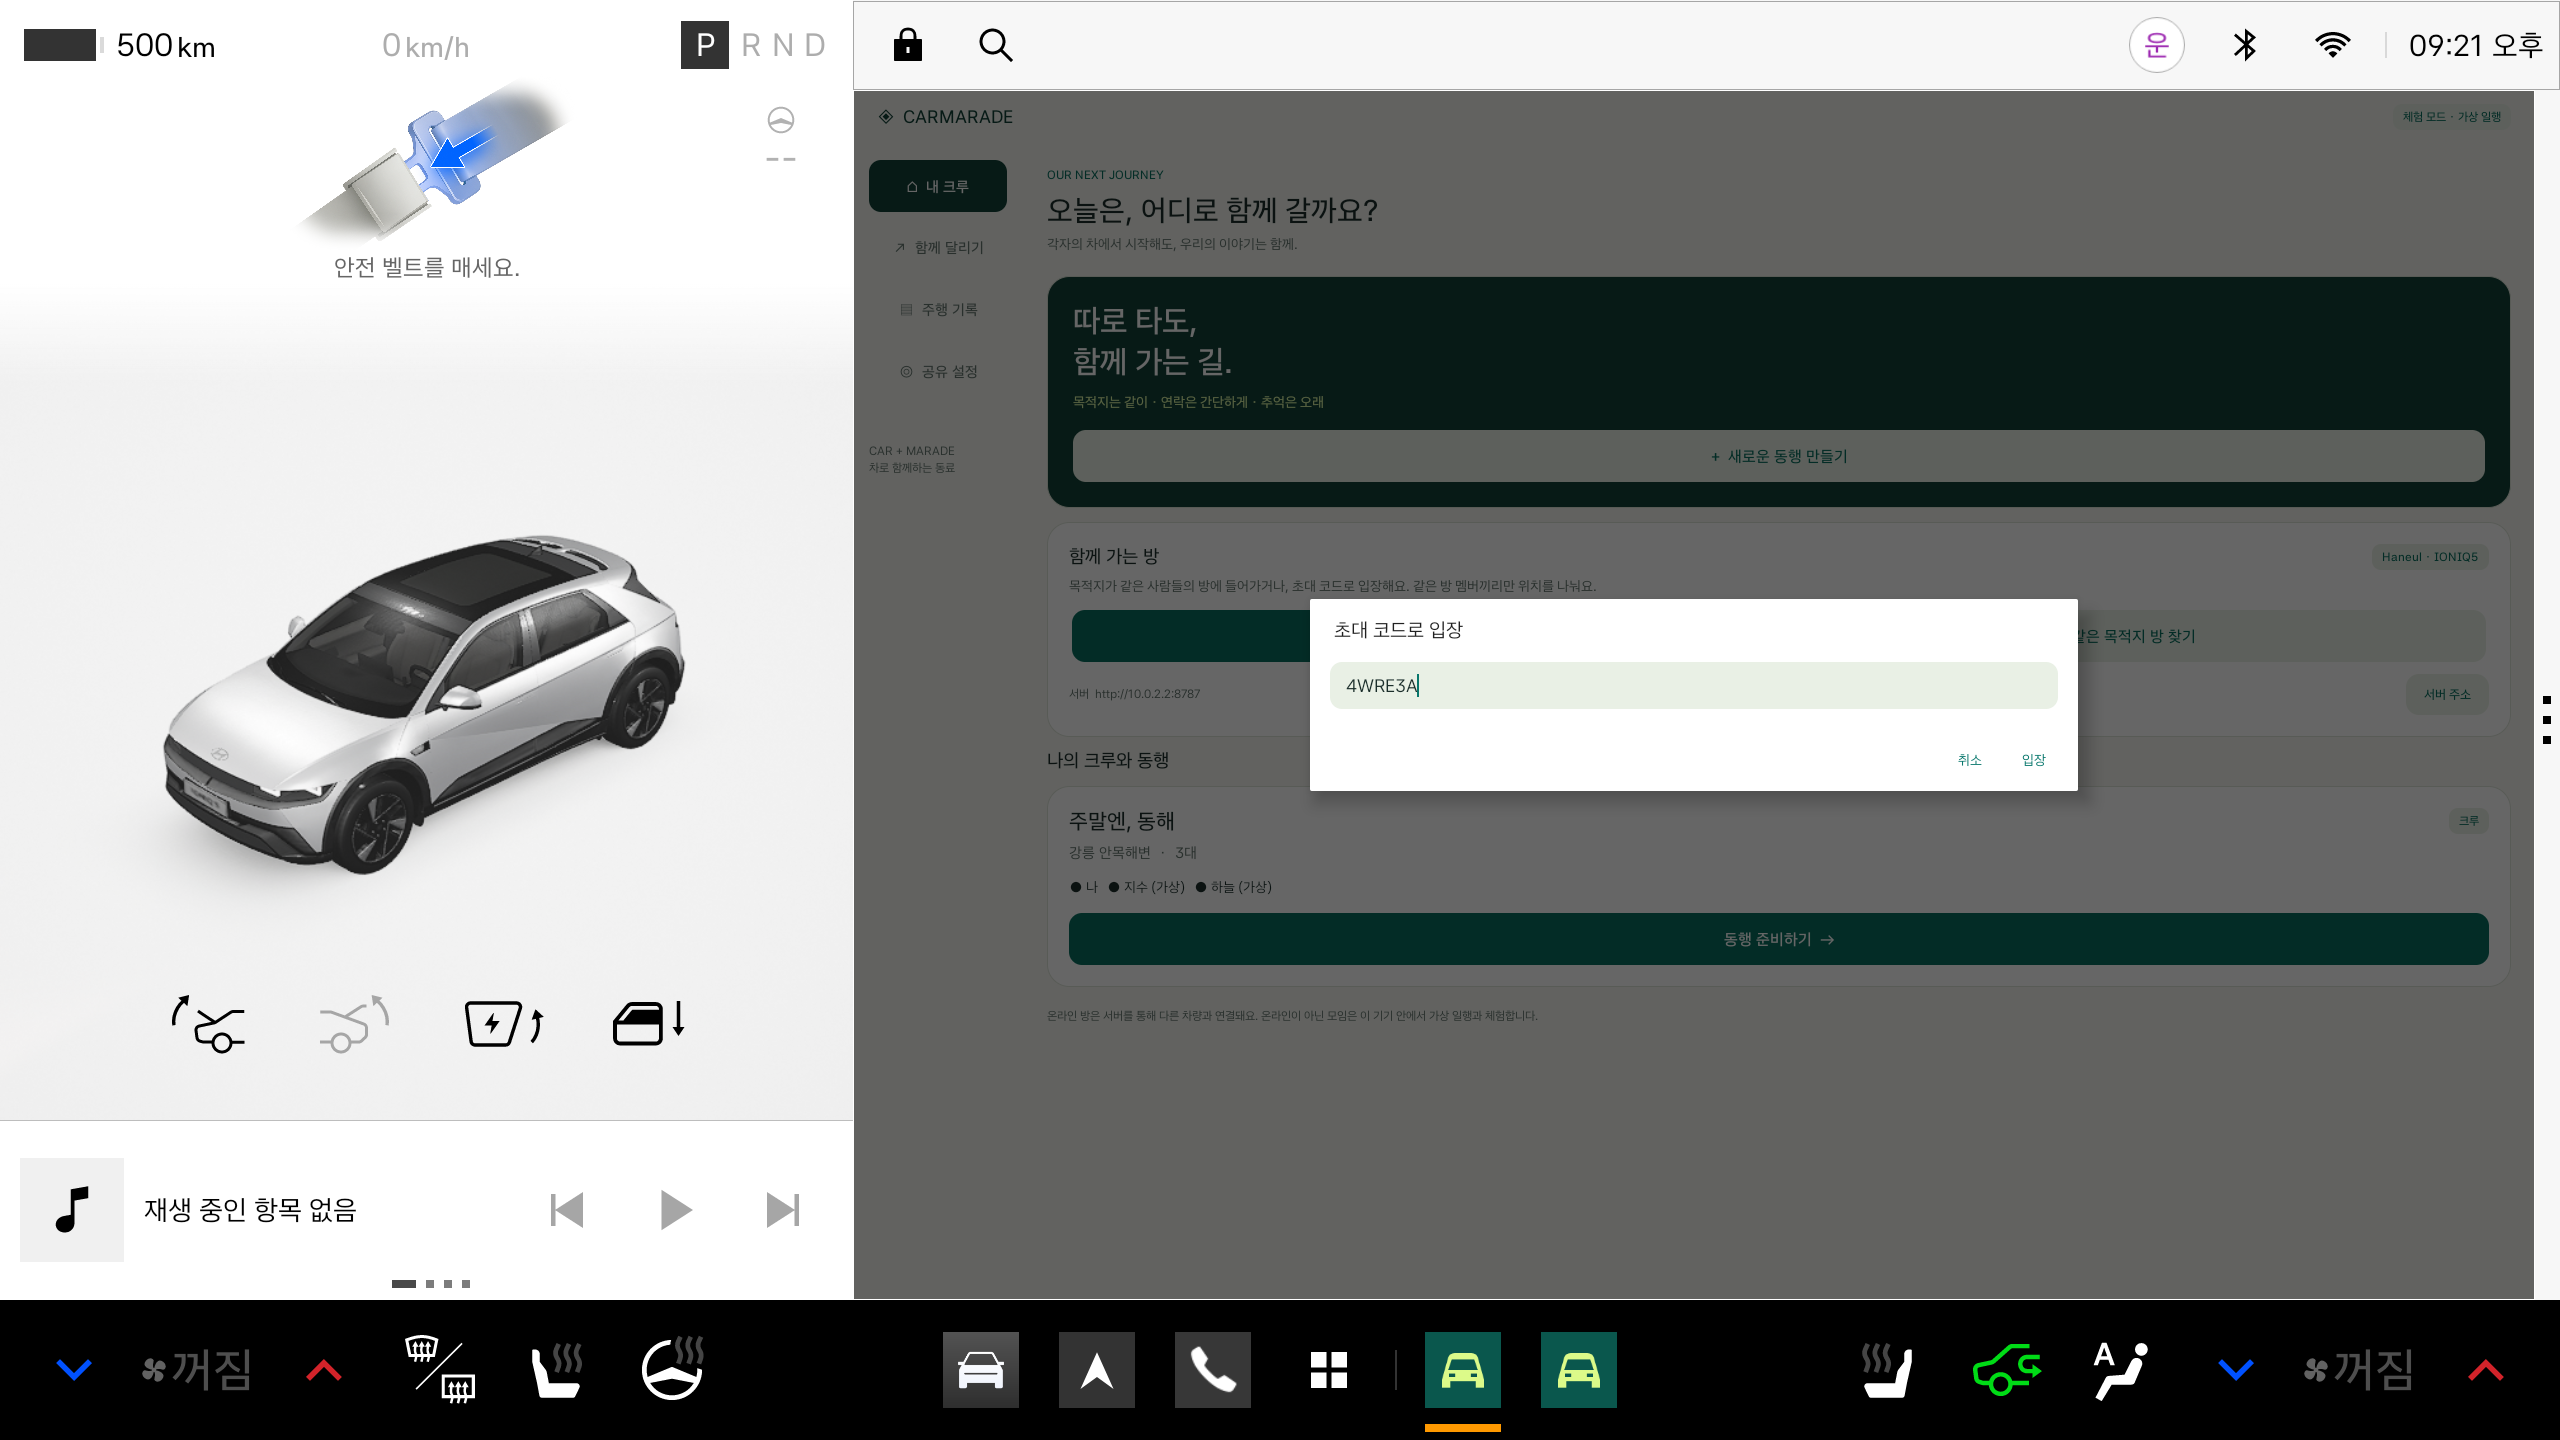 500 km
0 km/h
P R N D
안전 벨트를 매세요.
재생 중인 항목 없음
운
09:21 오후
CARMARADE
체험 모드 · 가상 일행
내 크루
함께 달리기
주행 기록
공유 설정
CAR + MARADE
차로 함께하는 동료
OUR NEXT JOURNEY
오늘은, 어디로 함께 갈까요?
각자의 차에서 시작해도, 우리의 이야기는 함께.
따로 타도,
함께 가는 길.
목적지는 같이 · 연락은 간단하게 · 추억은 오래
+ 새로운 동행 만들기
함께 가는 방
Haneul · IONIQ5
목적지가 같은 사람들의 방에 들어가거나, 초대 코드로 입장해요. 같은 방 멤버끼리만 위치를 나눠요.
같은 목적지 방 찾기
서버 http://10.0.2.2:8787
서버 주소
초대 코드로 입장
4WRE3A
취소
입장
나의 크루와 동행
주말엔, 동해
크루
강릉 안목해변 · 3대
● 나 ● 지수 (가상) ● 하늘 (가상)
동행 준비하기 →
온라인 방은 서버를 통해 다른 차량과 연결돼요. 온라인이 아닌 모임은 이 기기 안에서 가상 일행과 체험합니다.
꺼짐
A
꺼짐